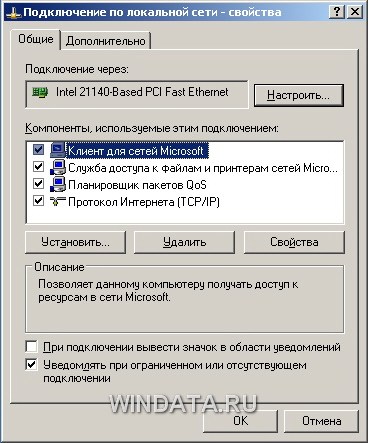 Подключение по локальной сети - свойства
Общие
Дополнительно
Подключение через:
Intel 21140-Based PCI Fast Ethernet
Настроить...
Компоненты, используемые этим подключением:
Клиент для сетей Microsoft
Служба доступа к файлам и принтерам сетей Micro...
Планировщик пакетов QoS
Протокол Интернета (TCP/IP)
Установить...
Удалить
Свойства
Описание
Позволяет данному компьютеру получать доступ к
ресурсам в сети Microsoft.
При подключении вывести значок в области уведомлений
Уведомлять при ограниченном или отсутствующем
подключении
WINDATA.RU
OK
Отмена